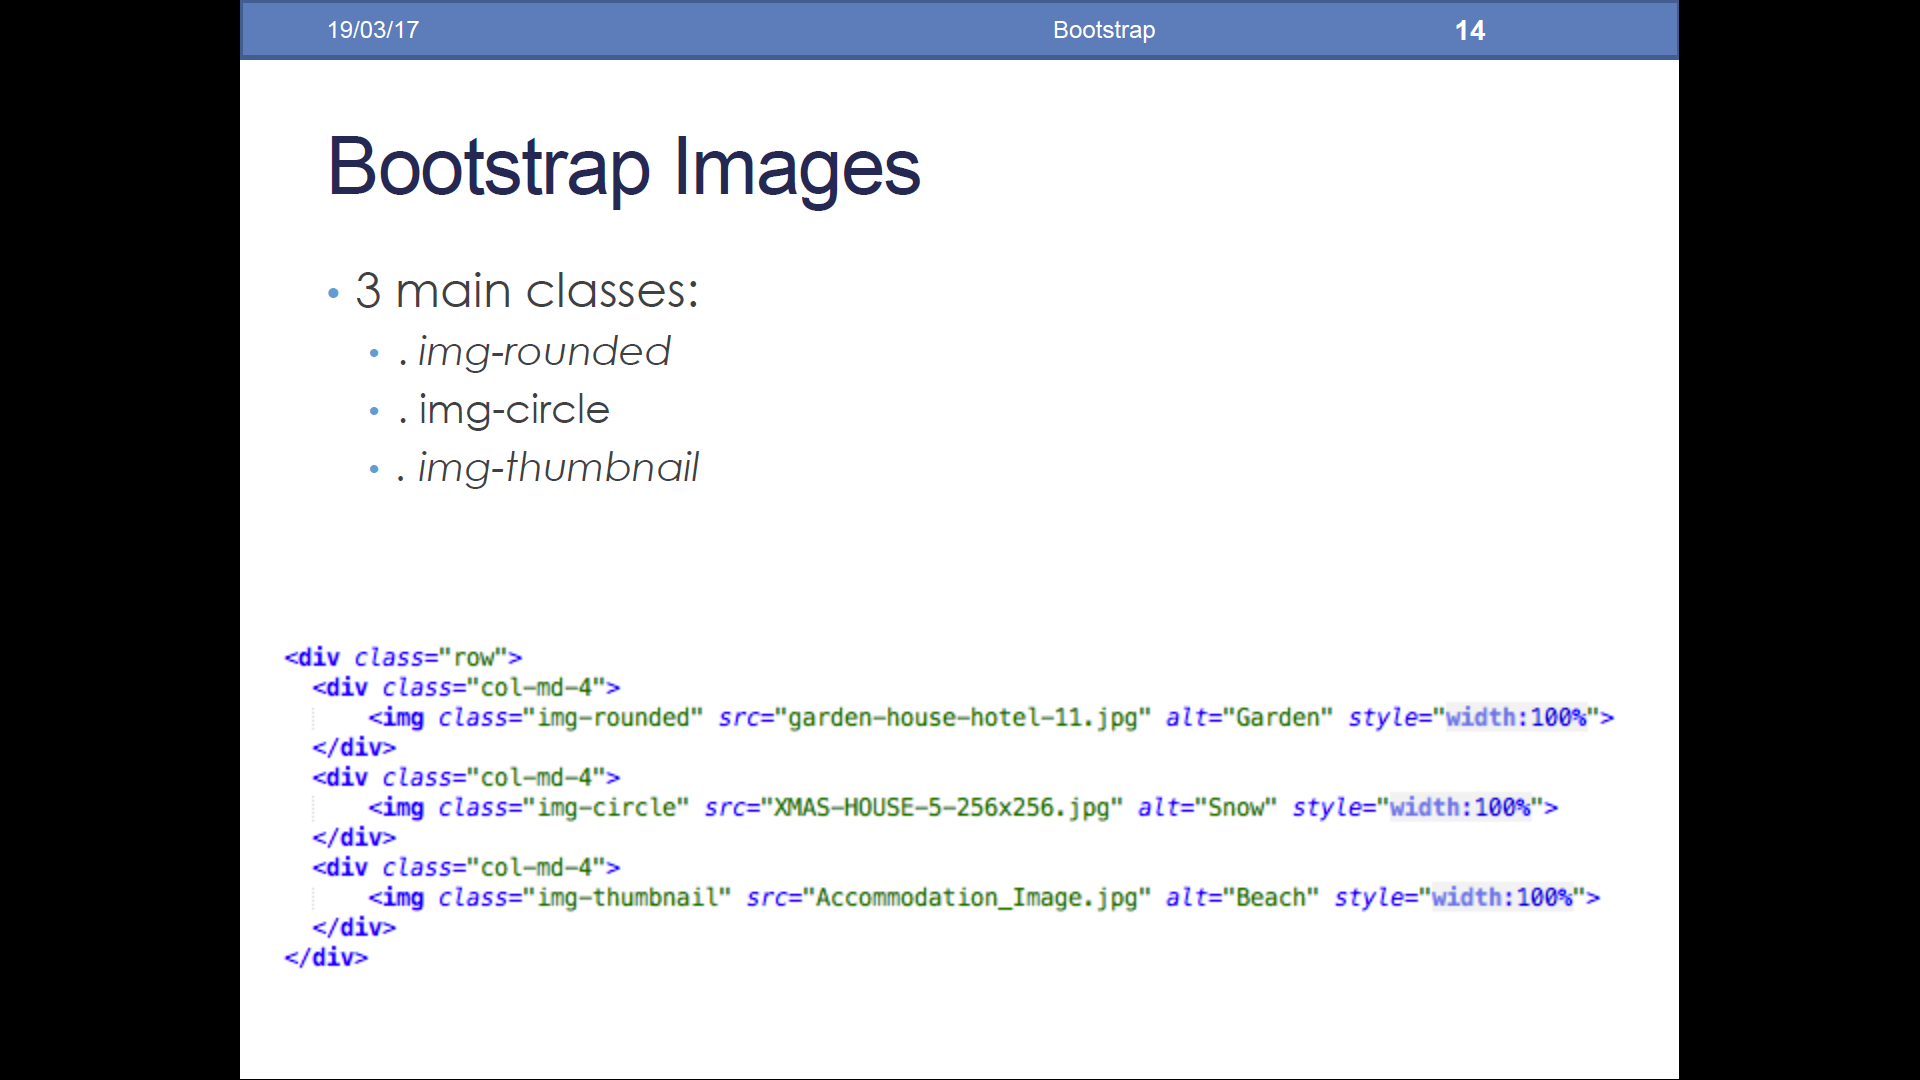 19/03/17 Bootstrap 14
Bootstrap Images
• 3 main classes:
• . img-rounded
• . img-circle
• . img-thumbnail
<div class="row">
<div class="col-md-4">
<img class="img-rounded" src="garden-house-hotel-11.jpg" alt="Garden" style="width:100%">
</div>
<div class="col-md-4">
<img class="img-circle" src="XMAS-HOUSE-5-256x256.jpg" alt="Snow" style="width:100%">
</div>
<div class="col-md-4">
<img class="img-thumbnail" src="Accommodation_Image.jpg" alt="Beach" style="width:100%">
</div>
</div>